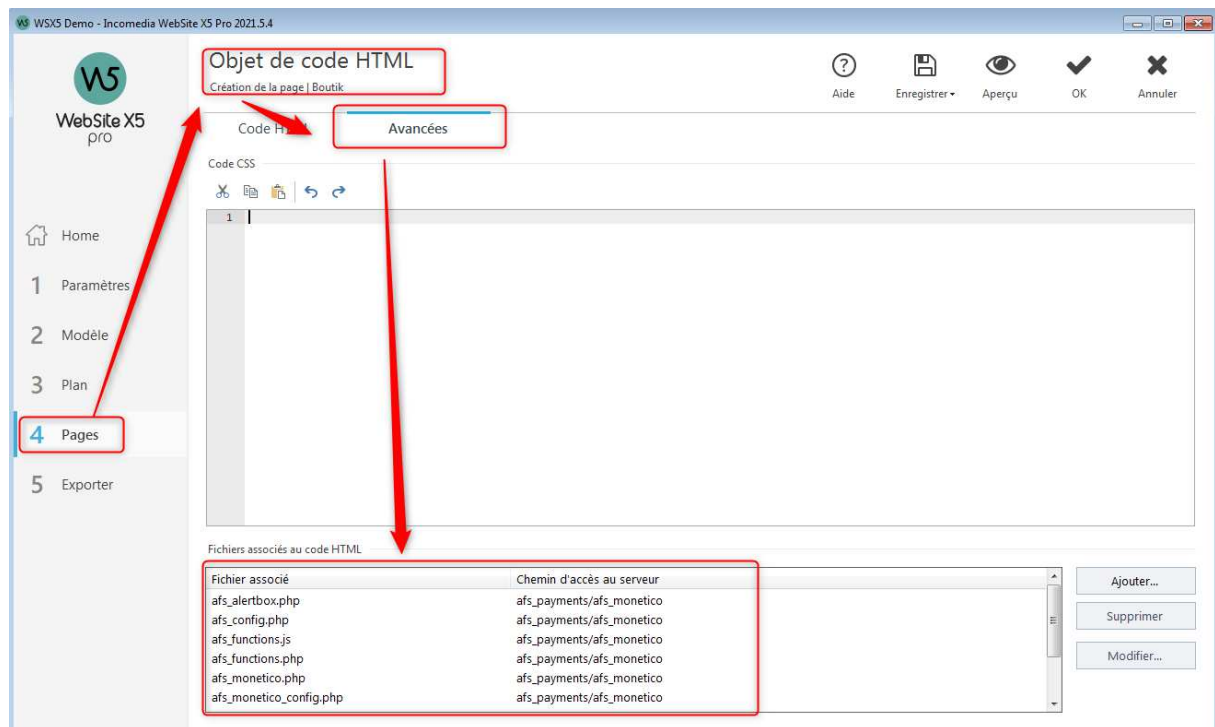 WSX5 Demo - Incomedia WebSite X5 Pro 2021.5.4
W5
WebSite X5
pro
Objet de code HTML
Création de la page | Boutik
Aide
Enregistrer
Aperçu
OK
Annuler
Code
Avancées
Code CSS
1
Home
1 Paramètres
2 Modèle
3 Plan
4 Pages
5 Exporter
Fichiers associés au code HTML
Fichier associé Chemin d'accès au serveur
afs_alertbox.php afs_payments/afs_monetico
afs_config.php afs_payments/afs_monetico
afs_functions.js afs_payments/afs_monetico
afs_functions.php afs_payments/afs_monetico
afs_monetico.php afs_payments/afs_monetico
afs_monetico_config.php afs_payments/afs_monetico
Ajouter...
Supprimer
Modifier...